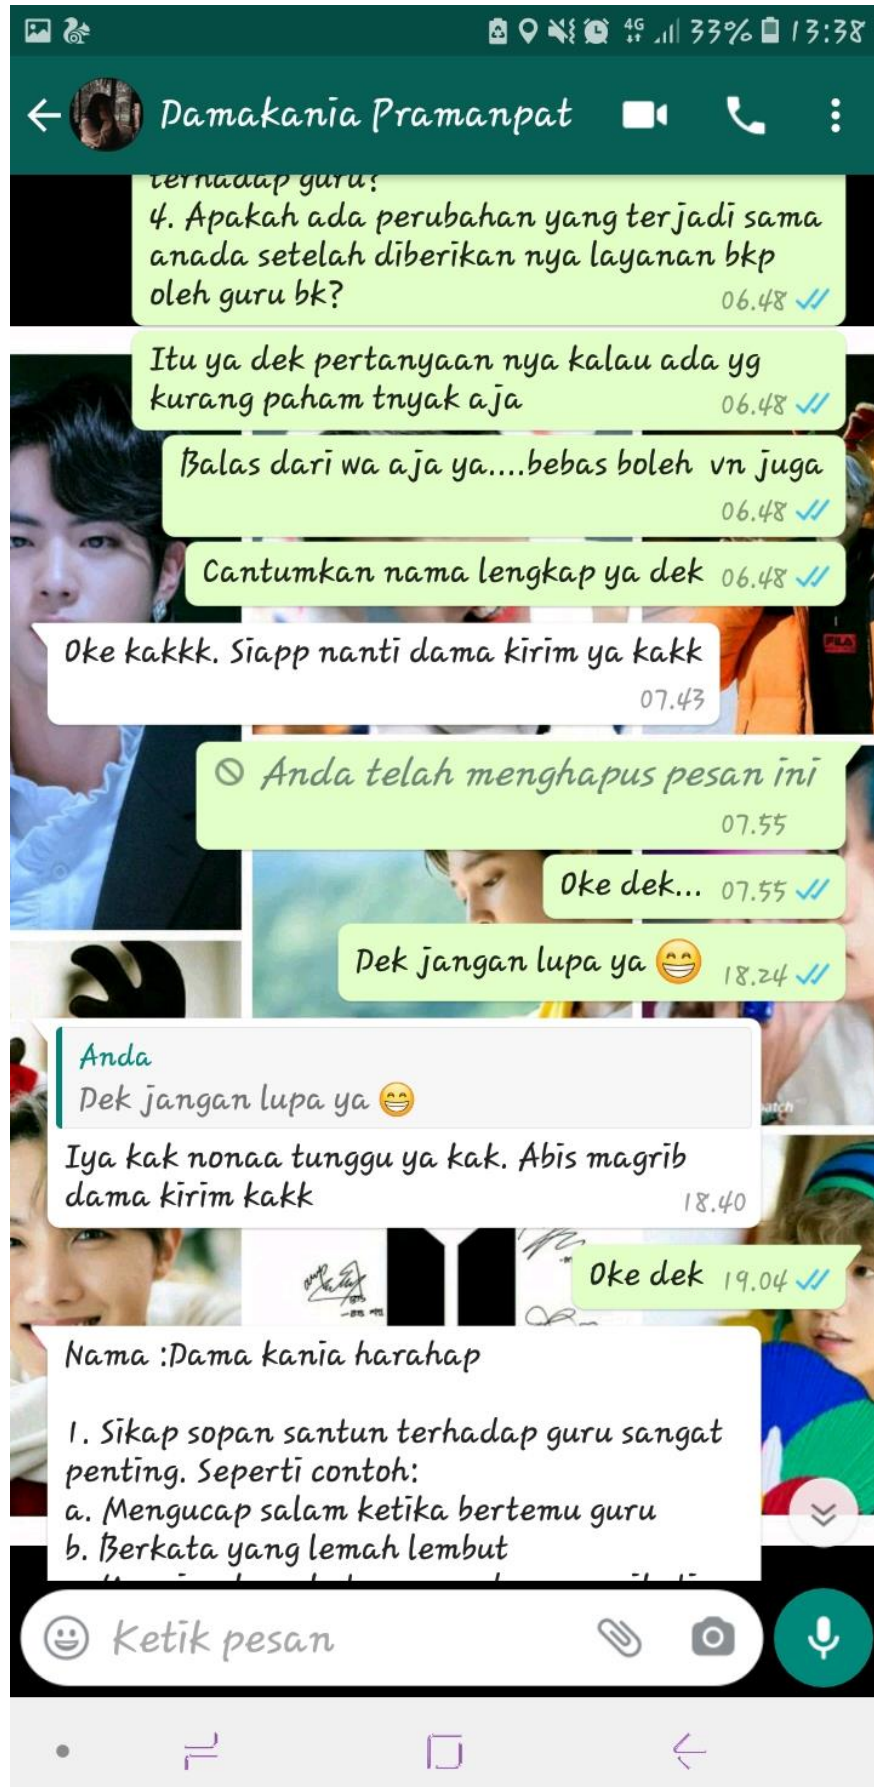 33% 13:38
4G
Damakania Pramanpat
terhadap guru?
4. Apakah ada perubahan yang terjadi sama
anada setelah diberikan nya layanan bkp
oleh guru bk?
06.48
Itu ya dek pertanyaan nya kalau ada yg
kurang paham tnyak aja
06.48
Balas dari wa aja ya....bebas boleh vn juga
06.48
Cantumkan nama lengkap ya dek 06.48
FILA
Oke kakkk. Siapp nanti dama kirim ya kakk
07.43
Anda telah menghapus pesan ini
07.55
Oke dek... 07.55
Dek jangan lupa ya 😁 18.24
Anda
Dek jangan lupa ya 😁
Iya kak nonaa tunggu ya kak. Abis magrib
dama kirim kakk
18.40
Oke dek 19.04
Nama :Dama kania harahap
1. Sikap sopan santun terhadap guru sangat
penting. Seperti contoh:
a. Mengucap salam ketika bertemu guru
b. Berkata yang lemah lembut
Ketik pesan